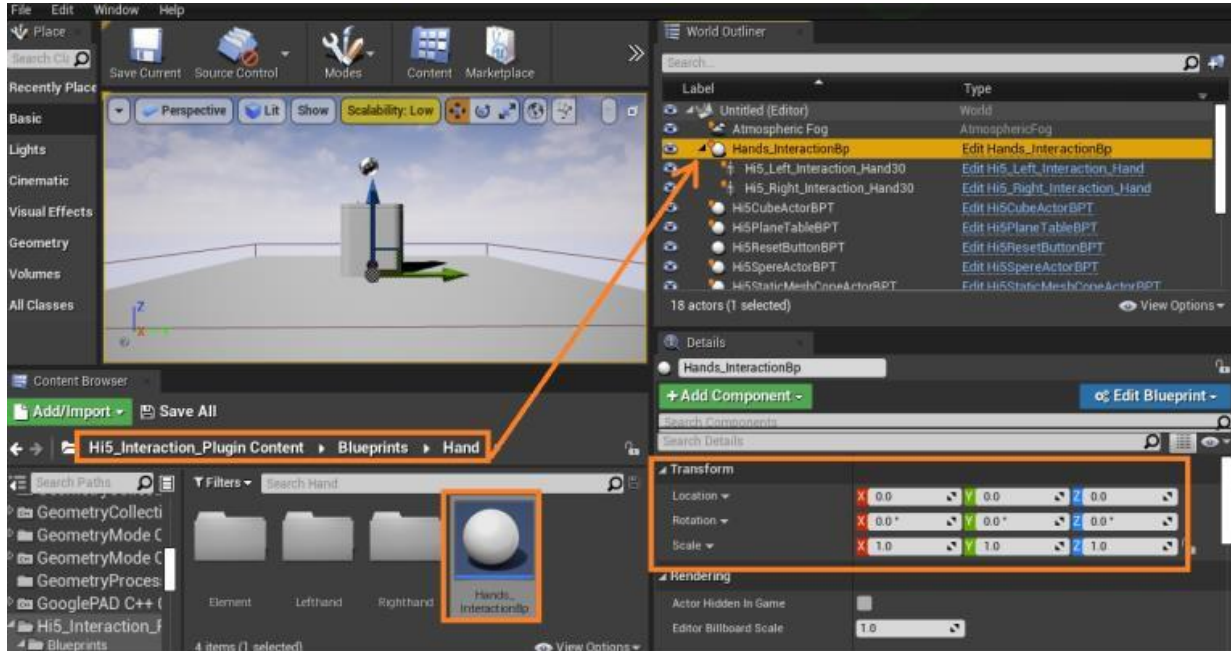 File Edit Window Help
Place
Recently Place
Basic
Lights
Cinematic
Visual Effects
Geometry
Volumes
All Classes
Save Current Source Control Modes Content Marketplace
Perspective Lit Show Scalability: Low
Z
X
World Outliner
Search...
Label Type
Untitled (Editor) World
Atmospheric Fog AtmosphericFog
Hands_InteractionBp Edit Hands_InteractionBp
Hi5_Left_Interaction_Hand30 Edit Hi5_Left_Interaction_Hand
Hi5_Right_Interaction_Hand30 Edit Hi5_Right_Interaction_Hand
Hi5CubeActorBPT Edit Hi5CubeActorBPT
Hi5PlaneTableBPT Edit Hi5PlaneTableBPT
Hi5ResetButtonBPT Edit Hi5ResetButtonBPT
Hi5SpereActorBPT Edit Hi5SpereActorBPT
Hi5StaticMeshConeActorBPT Edit Hi5StaticMeshConeActorBPT
18 actors (1 selected) View Options
Details
Hands_InteractionBp
+Add Component Edit Blueprint
Search Components
Search Details
Transform
Location X 0.0 Y 0.0 Z 0.0
Rotation X 0.0° Y 0.0° Z 0.0°
Scale X 1.0 Y 1.0 Z 1.0
Rendering
Actor Hidden In Game
Editor Billboard Scale 1.0
Content Browser
Add/Import Save All
Hi5_Interaction_Plugin Content Blueprints Hand
Search Paths
Filters Search Hand
GeometryCollecti
GeometryMode C
GeometryMode C
GeometryProces
GooglePAD C++ (
Hi5_Interaction_P
Blueprints
Element Lefthand Righthand Hands_
InteractionBp
4 items (1 selected) View Options